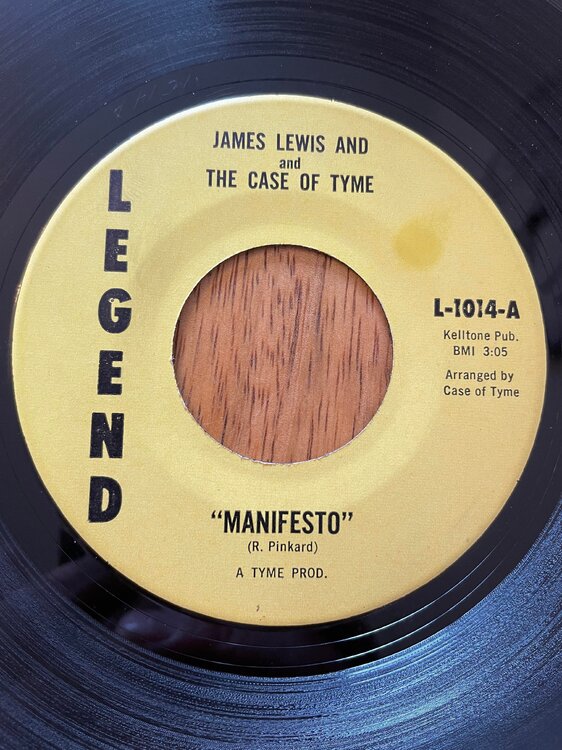 JAMES LEWIS AND
and
THE CASE OF TYME
LEGEND
L-1014-A
Kelltone Pub.
BMI 3:05
Arranged by
Case of Tyme
"MANIFESTO"
(R. Pinkard)
A TYME PROD.